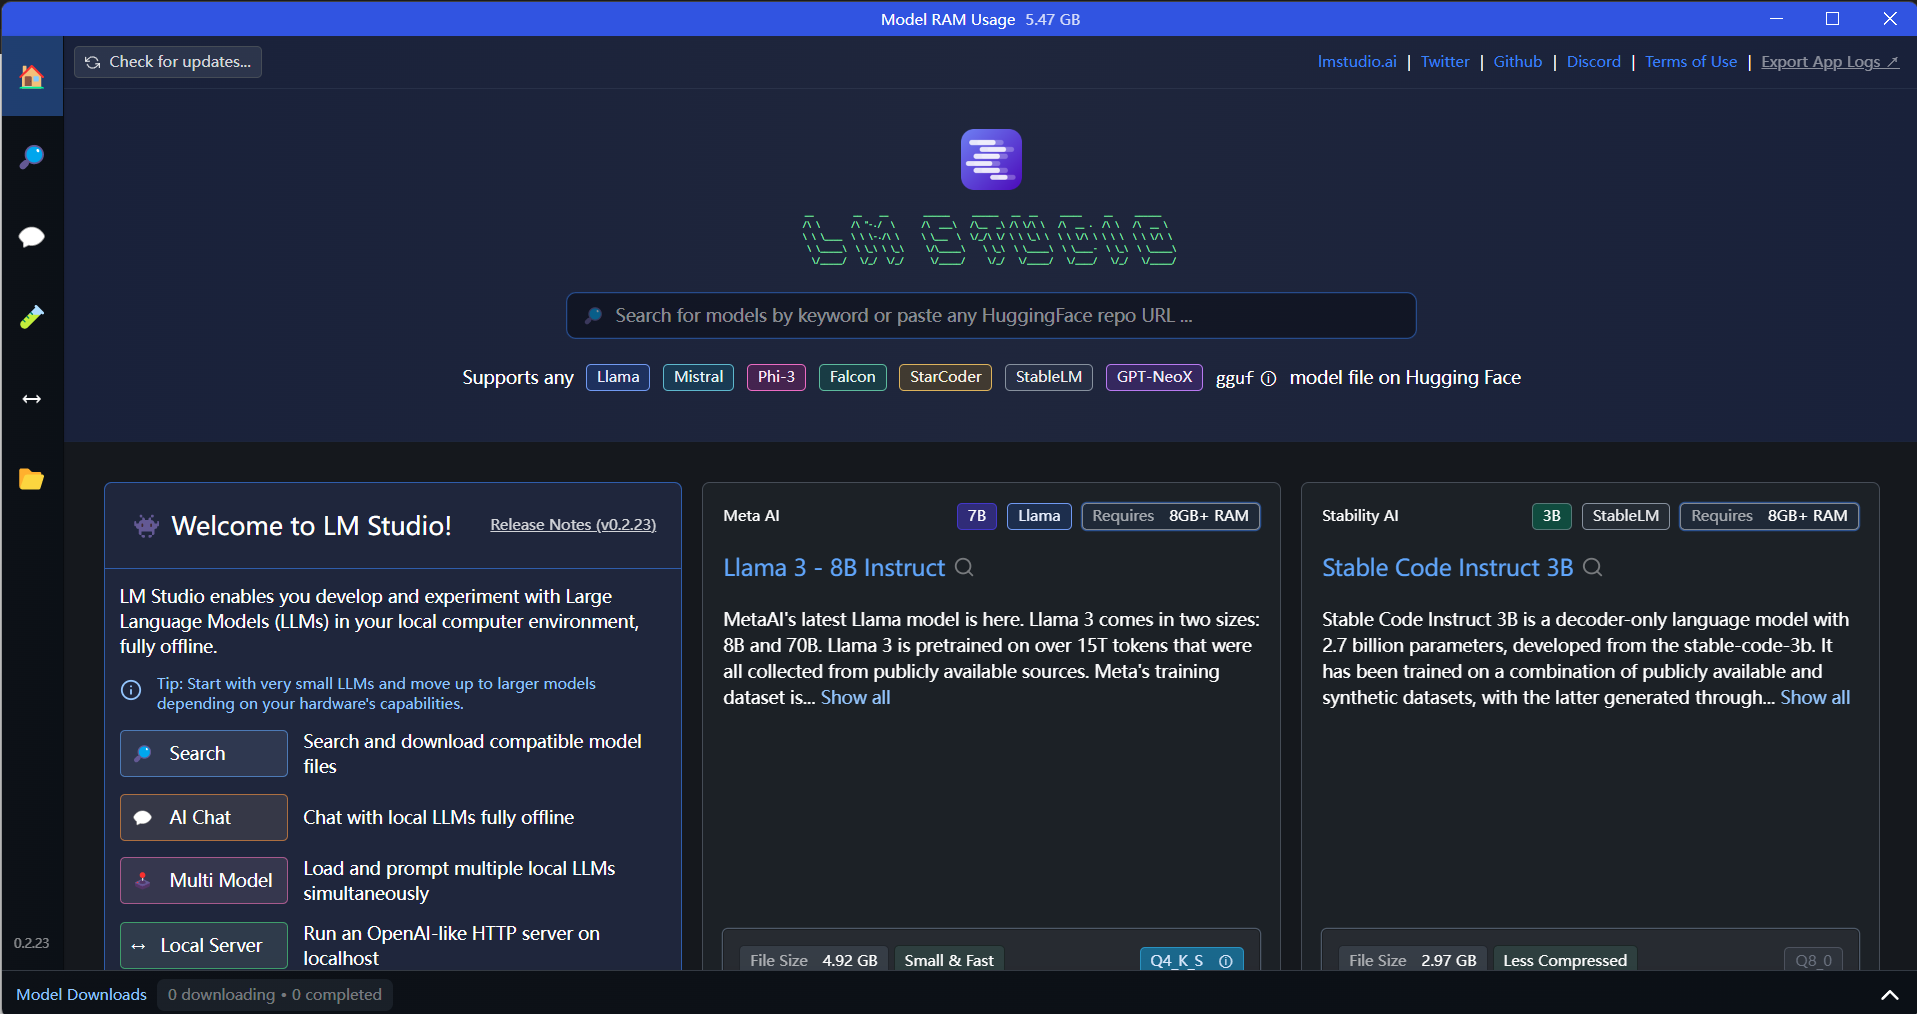 Model RAM Usage 5.47 GB
Check for updates...
lmstudio.ai | Twitter | Github | Discord | Terms of Use | Export App Logs ↗
LM STUDIO
Search for models by keyword or paste any HuggingFace repo URL ...
Supports any Llama Mistral Phi-3 Falcon StarCoder StableLM GPT-NeoX gguf model file on Hugging Face
Welcome to LM Studio! Release Notes (v0.2.23)
LM Studio enables you develop and experiment with Large
Language Models (LLMs) in your local computer environment,
fully offline.
Tip: Start with very small LLMs and move up to larger models
depending on your hardware's capabilities.
Search
Search and download compatible model
files
AI Chat
Chat with local LLMs fully offline
Multi Model
Load and prompt multiple local LLMs
simultaneously
Local Server
Run an OpenAI-like HTTP server on
localhost
Meta AI 7B Llama Requires 8GB+ RAM
Llama 3 - 8B Instruct
MetaAI's latest Llama model is here. Llama 3 comes in two sizes:
8B and 70B. Llama 3 is pretrained on over 15T tokens that were
all collected from publicly available sources. Meta's training
dataset is... Show all
File Size 4.92 GB Small & Fast Q4_K_S
Stability AI 3B StableLM Requires 8GB+ RAM
Stable Code Instruct 3B
Stable Code Instruct 3B is a decoder-only language model with
2.7 billion parameters, developed from the stable-code-3b. It
has been trained on a combination of publicly available and
synthetic datasets, with the latter generated through... Show all
File Size 2.97 GB Less Compressed Q8_0
0.2.23
Model Downloads 0 downloading • 0 completed